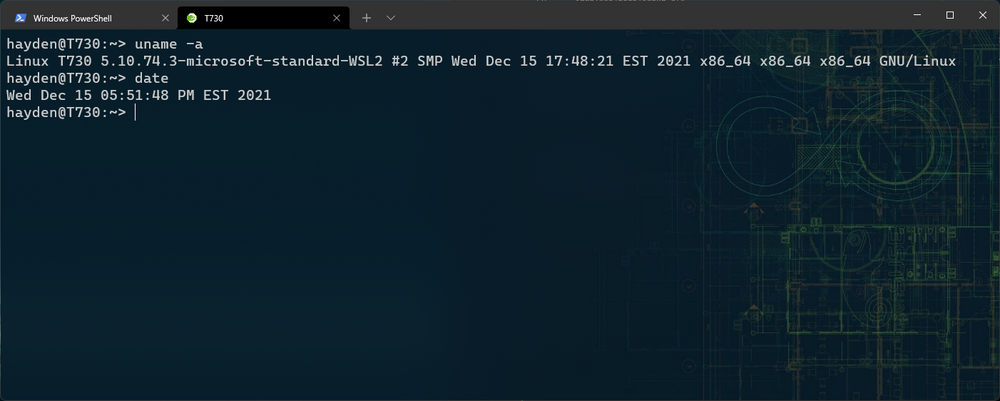 Windows PowerShell
T730
hayden@T730:~> uname -a
Linux T730 5.10.74.3-microsoft-standard-WSL2 #2 SMP Wed Dec 15 17:48:21 EST 2021 x86_64 x86_64 x86_64 GNU/Linux
hayden@T730:~> date
Wed Dec 15 05:51:48 PM EST 2021
hayden@T730:~>